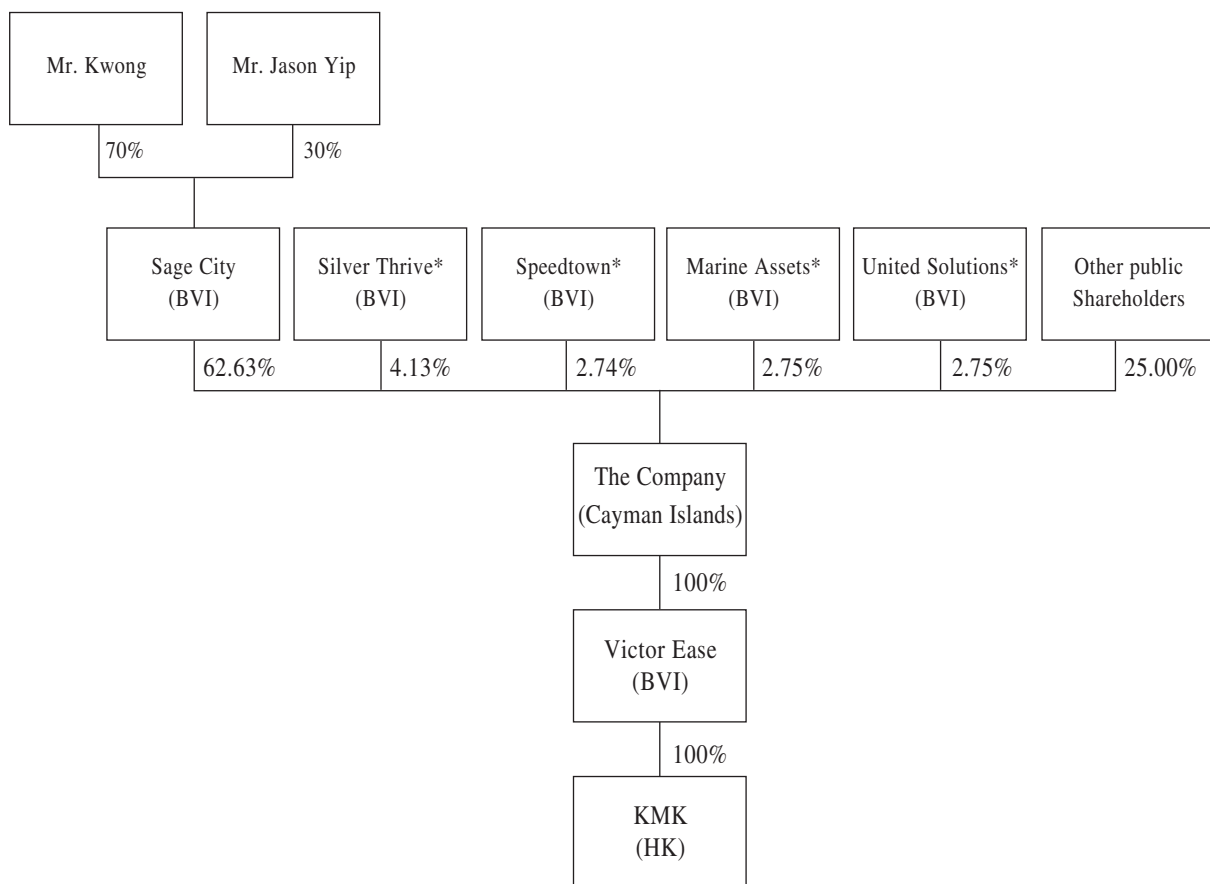 Mr. Kwong
Mr. Jason Yip
70%
30%
Sage City
(BVI)
Silver Thrive*
(BVI)
Speedtown*
(BVI)
Marine Assets*
(BVI)
United Solutions*
(BVI)
Other public
Shareholders
62.63%
4.13%
2.74%
2.75%
2.75%
25.00%
The Company
(Cayman Islands)
100%
Victor Ease
(BVI)
100%
KMK
(HK)